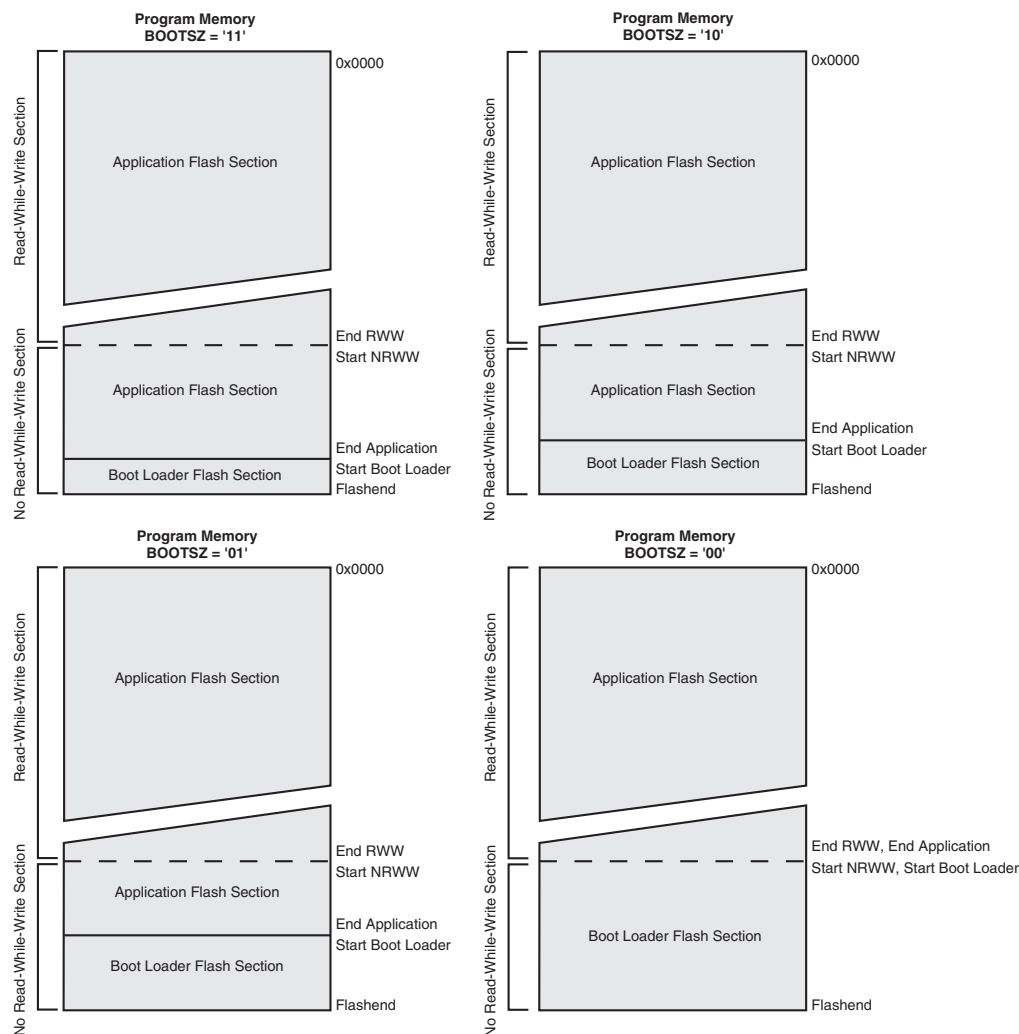 Program Memory
BOOTSZ = '11'
0x0000
Read-While-Write Section
Application Flash Section
End RWW
Start NRWW
No Read-While-Write Section
Application Flash Section
End Application
Start Boot Loader
Boot Loader Flash Section
Flashend
Program Memory
BOOTSZ = '10'
0x0000
Read-While-Write Section
Application Flash Section
End RWW
Start NRWW
No Read-While-Write Section
Application Flash Section
End Application
Start Boot Loader
Boot Loader Flash Section
Flashend
Program Memory
BOOTSZ = '01'
0x0000
Read-While-Write Section
Application Flash Section
End RWW
Start NRWW
No Read-While-Write Section
Application Flash Section
End Application
Start Boot Loader
Boot Loader Flash Section
Flashend
Program Memory
BOOTSZ = '00'
0x0000
Read-While-Write Section
Application Flash Section
End RWW, End Application
Start NRWW, Start Boot Loader
No Read-While-Write Section
Boot Loader Flash Section
Flashend